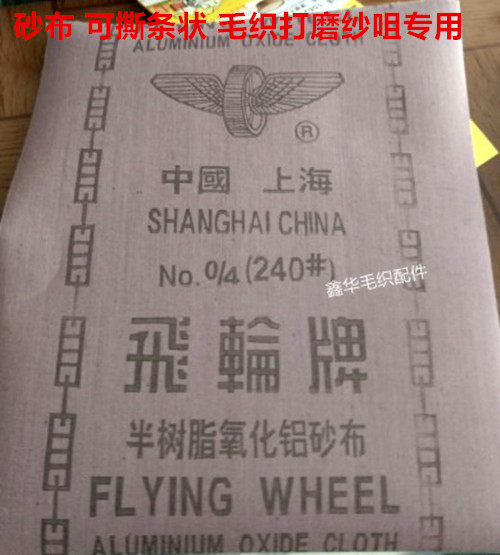 砂布 可撕条状 毛织打磨纱咀专用
ALUMINIUM OXIDE CLOTH
®
中國 上海
SHANGHAI CHINA
No. 0/4 (240#)
鑫华毛织配件
飛輪牌
半树脂氧化铝砂布
FLYING WHEEL
ALUMINIUM OXIDE CLOTH